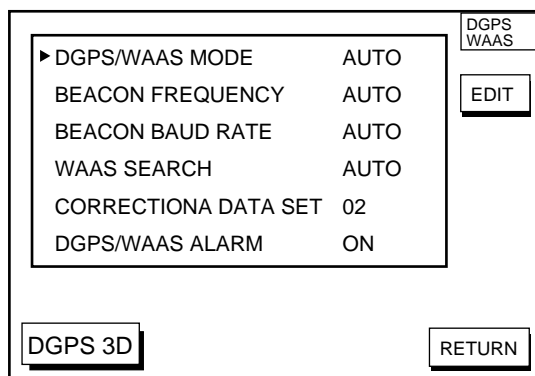 DGPS
WAAS
DGPS/WAAS MODE AUTO
EDIT
BEACON FREQUENCY AUTO
BEACON BAUD RATE AUTO
WAAS SEARCH AUTO
CORRECTIONA DATA SET 02
DGPS/WAAS ALARM ON
DGPS 3D
RETURN